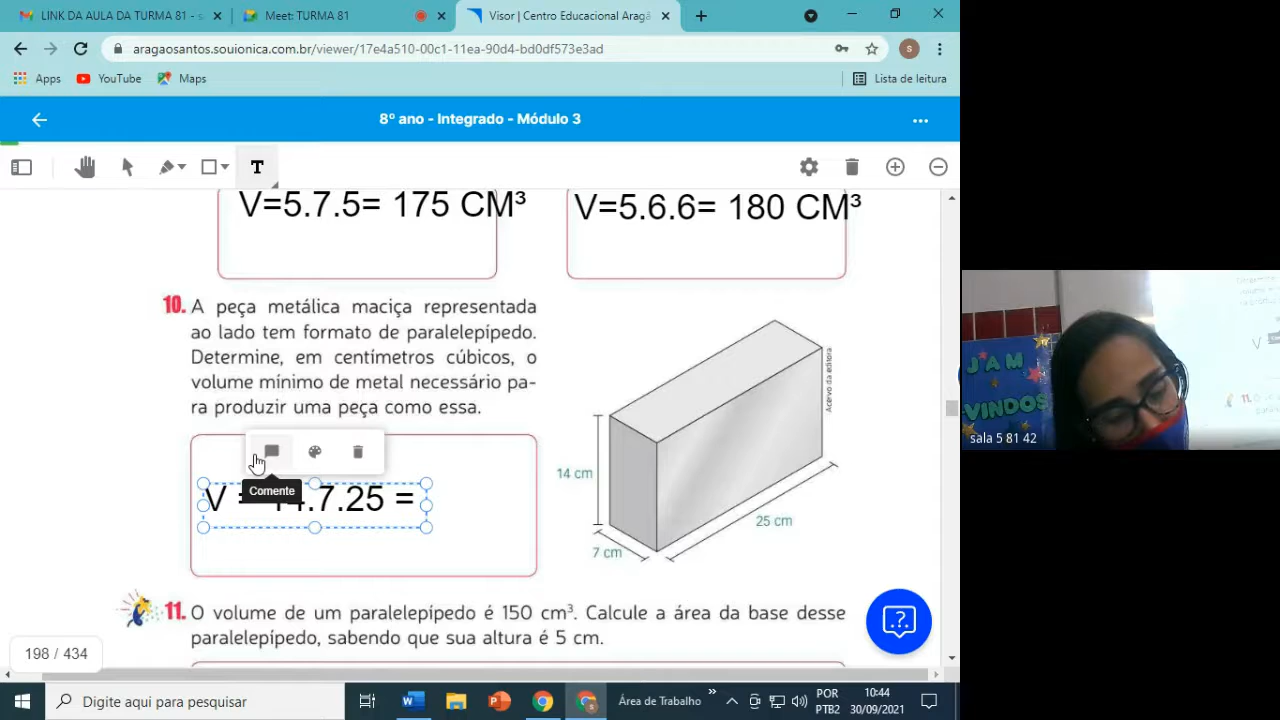 LINK DA AULA DA TURMA 81 - s
Meet: TURMA 81
Visor | Centro Educacional Aragã
aragaosantos.souionica.com.br/viewer/17e4a510-00c1-11ea-90d4-bd0df573e3ad
s
Apps
YouTube
Maps
Lista de leitura
8º ano - Integrado - Módulo 3
T
V=5.7.5= 175 CM³
V=5.6.6= 180 CM³
10. A peça metálica maciça representada
ao lado tem formato de paralelepípedo.
Determine, em centímetros cúbicos, o
volume mínimo de metal necessário pa-
ra produzir uma peça como essa.
Acervo da editora
Comente
V = 14.7.25 =
14 cm
25 cm
7 cm
11. O volume de um paralelepípedo é 150 cm³. Calcule a área da base desse
paralelepípedo, sabendo que sua altura é 5 cm.
198 / 434
Digite aqui para pesquisar
Área de Trabalho
POR
PTB2
10:44
30/09/2021
JAM
VINDOS
V
11.
sala 5 81 42